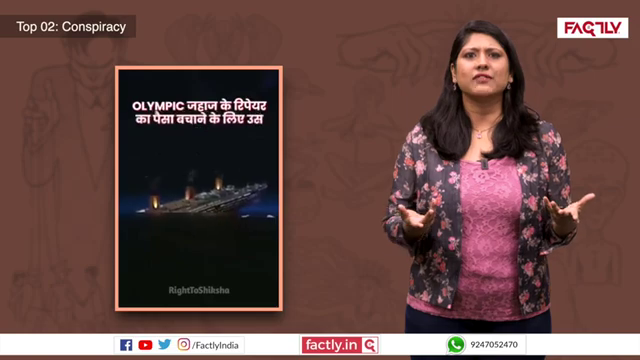 Top 02: Conspiracy
FACTLY
OLYMPIC जहाज के रिपेयर
का पैसा बचाने के लिए उस
RightToShiksha
/FactlyIndia
factly.in
9247052470